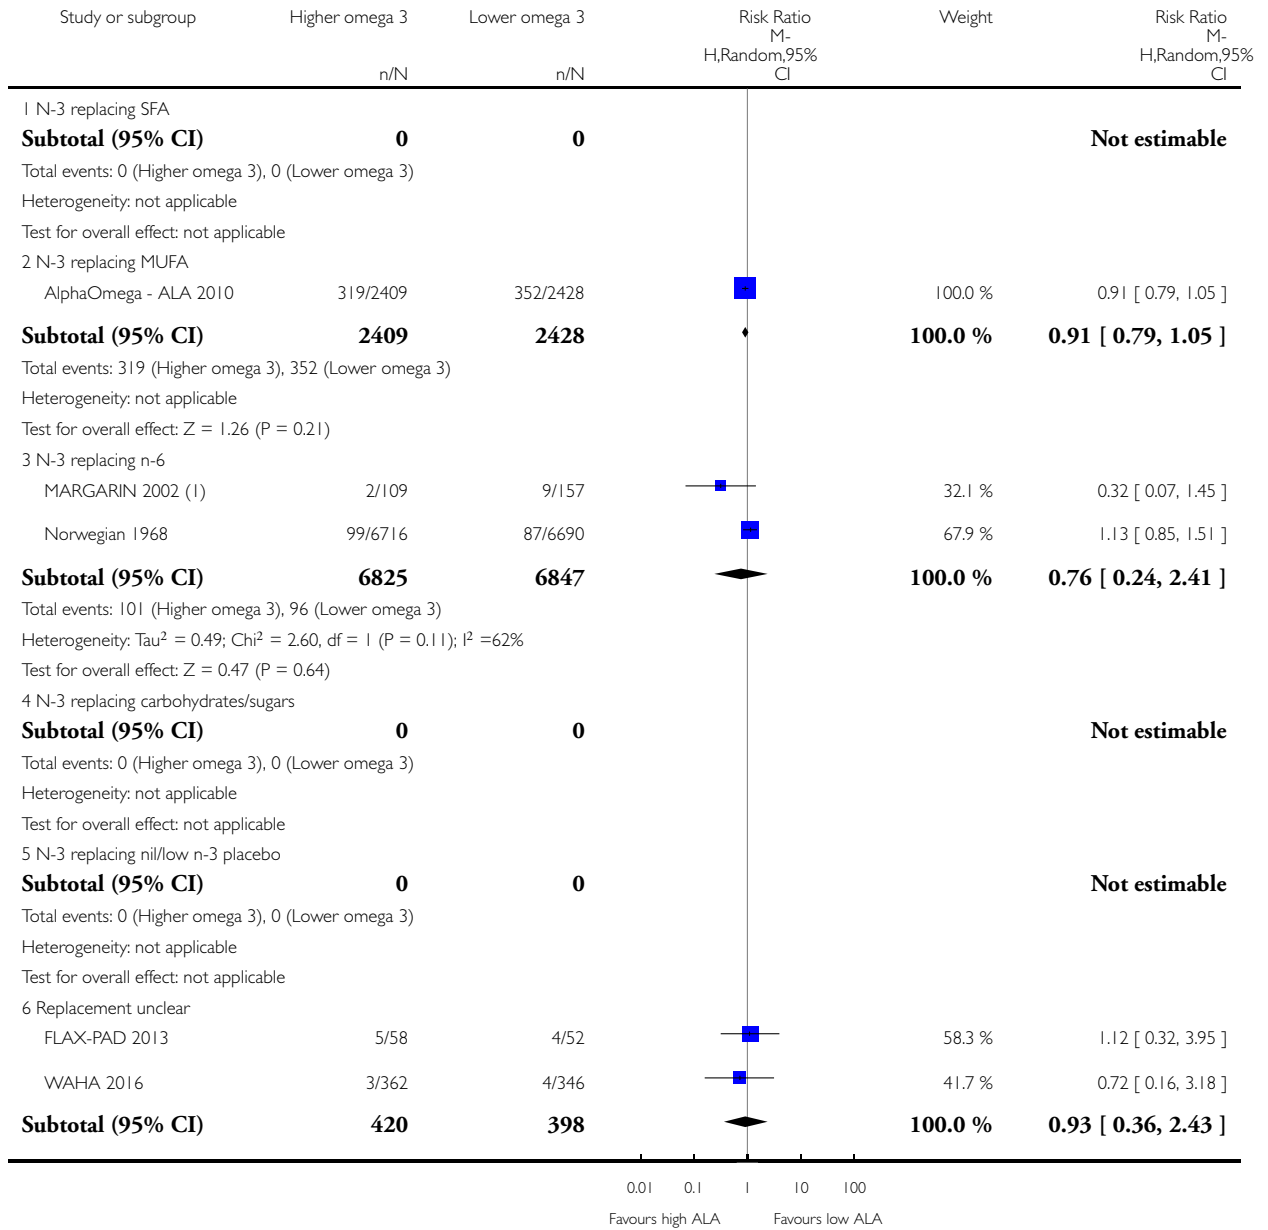 Study or subgroup Higher omega 3 Lower omega 3 Risk Ratio Weight Risk Ratio
M- M-
H,Random,95% H,Random,95%
n/N n/N CI CI
1 N-3 replacing SFA
Subtotal (95% CI) 0 0 Not estimable
Total events: 0 (Higher omega 3), 0 (Lower omega 3)
Heterogeneity: not applicable
Test for overall effect: not applicable
2 N-3 replacing MUFA
AlphaOmega - ALA 2010 319/2409 352/2428 100.0 % 0.91 [ 0.79, 1.05 ]
Subtotal (95% CI) 2409 2428 100.0 % 0.91 [ 0.79, 1.05 ]
Total events: 319 (Higher omega 3), 352 (Lower omega 3)
Heterogeneity: not applicable
Test for overall effect: Z = 1.26 (P = 0.21)
3 N-3 replacing n-6
MARGARIN 2002 (1) 2/109 9/157 32.1 % 0.32 [ 0.07, 1.45 ]
Norwegian 1968 99/6716 87/6690 67.9 % 1.13 [ 0.85, 1.51 ]
Subtotal (95% CI) 6825 6847 100.0 % 0.76 [ 0.24, 2.41 ]
Total events: 101 (Higher omega 3), 96 (Lower omega 3)
Heterogeneity: Tau² = 0.49; Chi² = 2.60, df = 1 (P = 0.11); I² =62%
Test for overall effect: Z = 0.47 (P = 0.64)
4 N-3 replacing carbohydrates/sugars
Subtotal (95% CI) 0 0 Not estimable
Total events: 0 (Higher omega 3), 0 (Lower omega 3)
Heterogeneity: not applicable
Test for overall effect: not applicable
5 N-3 replacing nil/low n-3 placebo
Subtotal (95% CI) 0 0 Not estimable
Total events: 0 (Higher omega 3), 0 (Lower omega 3)
Heterogeneity: not applicable
Test for overall effect: not applicable
6 Replacement unclear
FLAX-PAD 2013 5/58 4/52 58.3 % 1.12 [ 0.32, 3.95 ]
WAHA 2016 3/362 4/346 41.7 % 0.72 [ 0.16, 3.18 ]
Subtotal (95% CI) 420 398 100.0 % 0.93 [ 0.36, 2.43 ]
0.01 0.1 1 10 100
Favours high ALA Favours low ALA